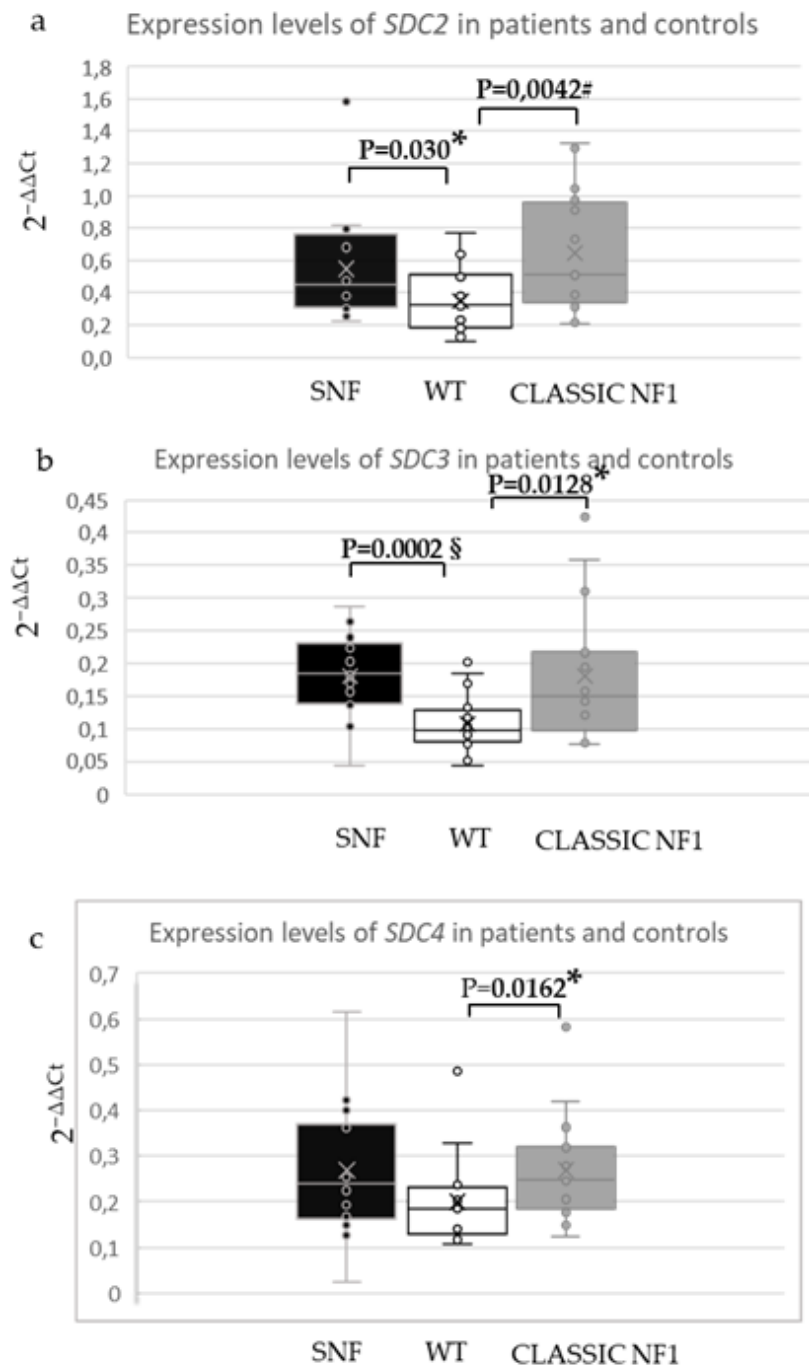 a
Expression levels of SDC2 in patients and controls
1,8
1,6
1,4
1,2
1,0
0,8
0,6
0,4
0,2
0,0
2^−ΔΔCt
P=0.030*
P=0,0042#
SNF
WT
CLASSIC NF1
b
Expression levels of SDC3 in patients and controls
0,45
0,4
0,35
0,3
0,25
0,2
0,15
0,1
0,05
0
2^−ΔΔCt
P=0.0002 §
P=0.0128*
SNF
WT
CLASSIC NF1
c
Expression levels of SDC4 in patients and controls
0,7
0,6
0,5
0,4
0,3
0,2
0,1
0
2^−ΔΔCt
P=0.0162*
SNF
WT
CLASSIC NF1